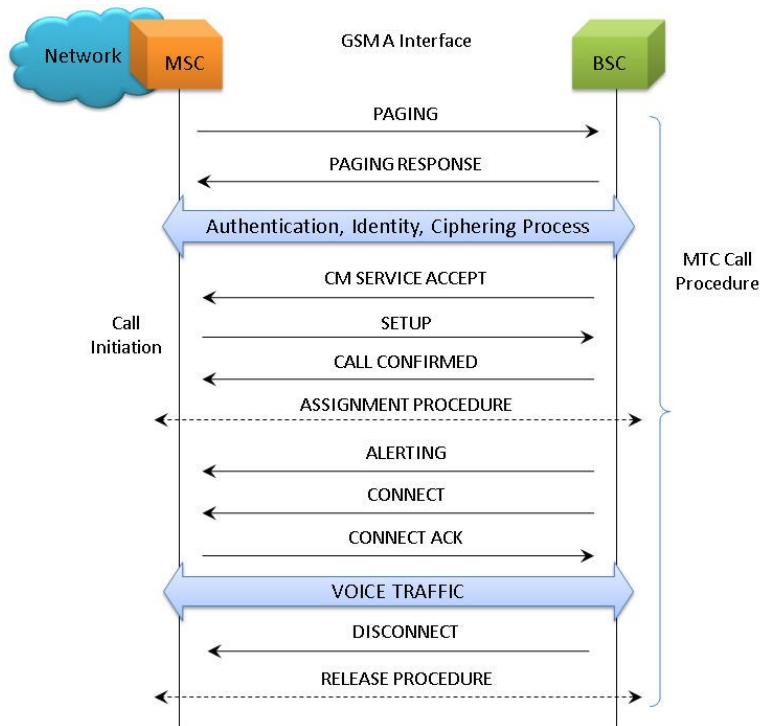 GSM A Interface
Network
MSC
BSC
PAGING
PAGING RESPONSE
Authentication, Identity, Ciphering Process
MTC Call
Procedure
CM SERVICE ACCEPT
Call
Initiation
SETUP
CALL CONFIRMED
ASSIGNMENT PROCEDURE
ALERTING
CONNECT
CONNECT ACK
VOICE TRAFFIC
DISCONNECT
RELEASE PROCEDURE